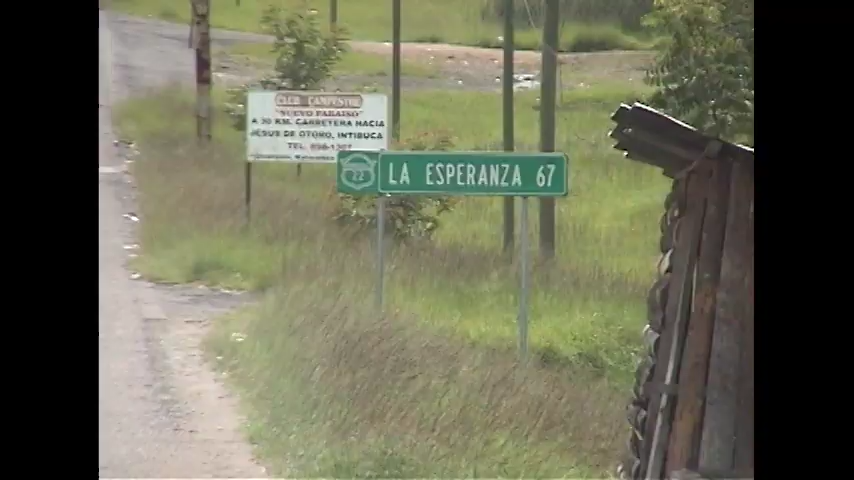 CLUB CAMPESTRE
"NUEVO PARAISO"
A 30 KM. CARRETERA HACIA
JESUS DE OTORO, INTIBUCA
TEL.
22
LA ESPERANZA 67